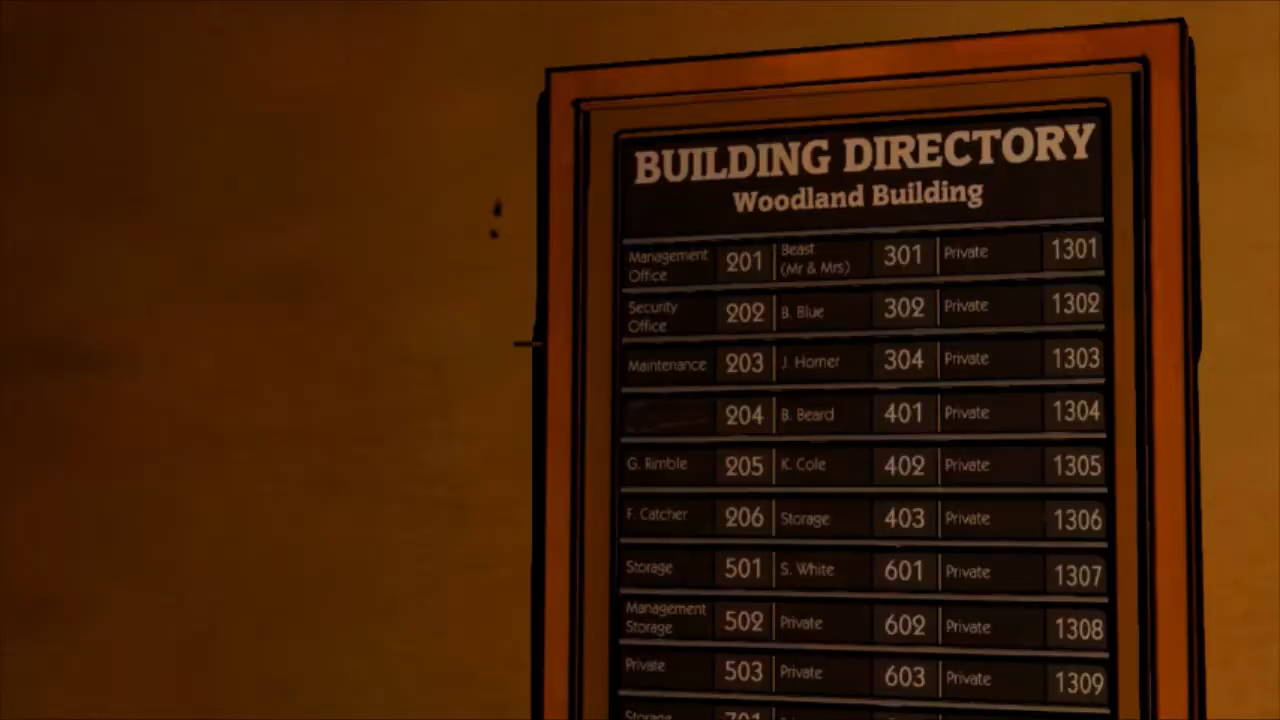 BUILDING DIRECTORY
Woodland Building
Management Office 201 Beast (Mr & Mrs) 301 Private 1301
Security Office 202 B. Blue 302 Private 1302
Maintenance 203 J. Horner 304 Private 1303
204 B. Beard 401 Private 1304
G. Rimble 205 K. Cole 402 Private 1305
F. Catcher 206 Storage 403 Private 1306
Storage 501 S. White 601 Private 1307
Management Storage 502 Private 602 Private 1308
Private 503 Private 603 Private 1309